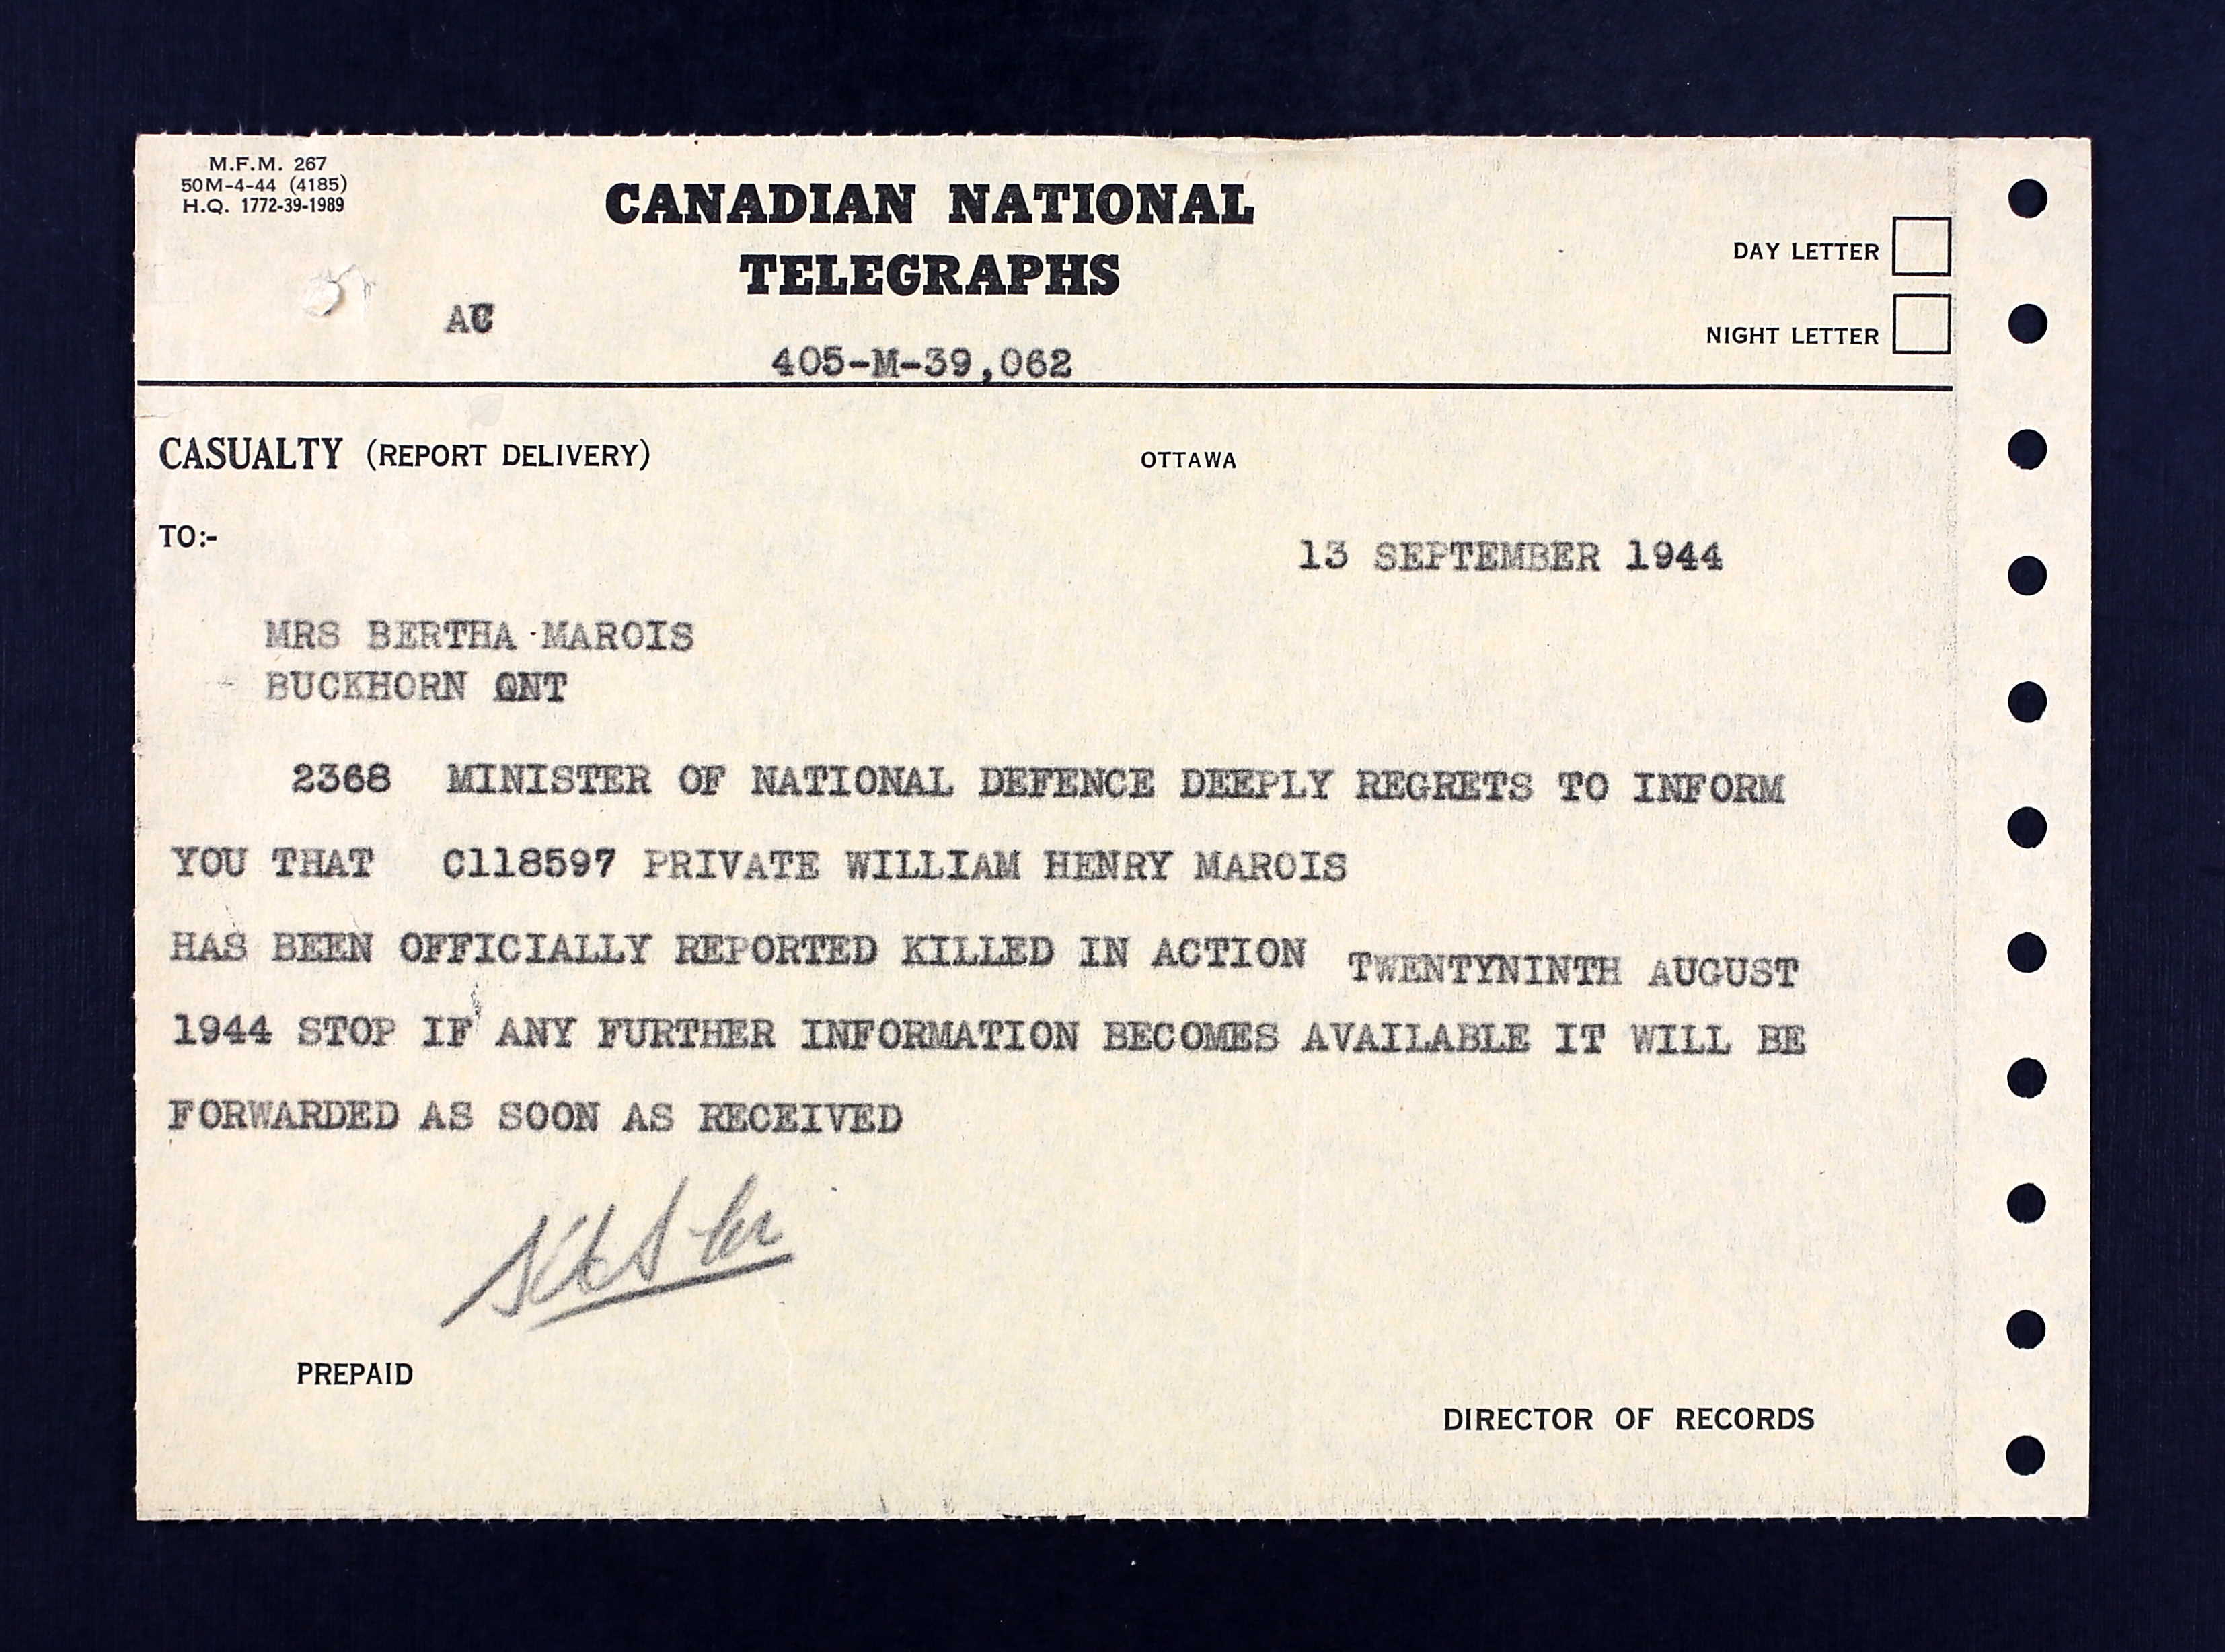 M.F.M. 267
50M-4-44 (4185)
H.Q. 1772-39-1989
CANADIAN NATIONAL
TELEGRAPHS
DAY LETTER
NIGHT LETTER
AC
405-M-39,062
CASUALTY (REPORT DELIVERY) OTTAWA
TO:-
13 SEPTEMBER 1944
MRS BERTHA MAROIS
BUCKHORN ONT
2368 MINISTER OF NATIONAL DEFENCE DEEPLY REGRETS TO INFORM
YOU THAT C118597 PRIVATE WILLIAM HENRY MAROIS
HAS BEEN OFFICIALLY REPORTED KILLED IN ACTION TWENTYNINTH AUGUST
1944 STOP IF ANY FURTHER INFORMATION BECOMES AVAILABLE IT WILL BE
FORWARDED AS SOON AS RECEIVED
PREPAID
DIRECTOR OF RECORDS